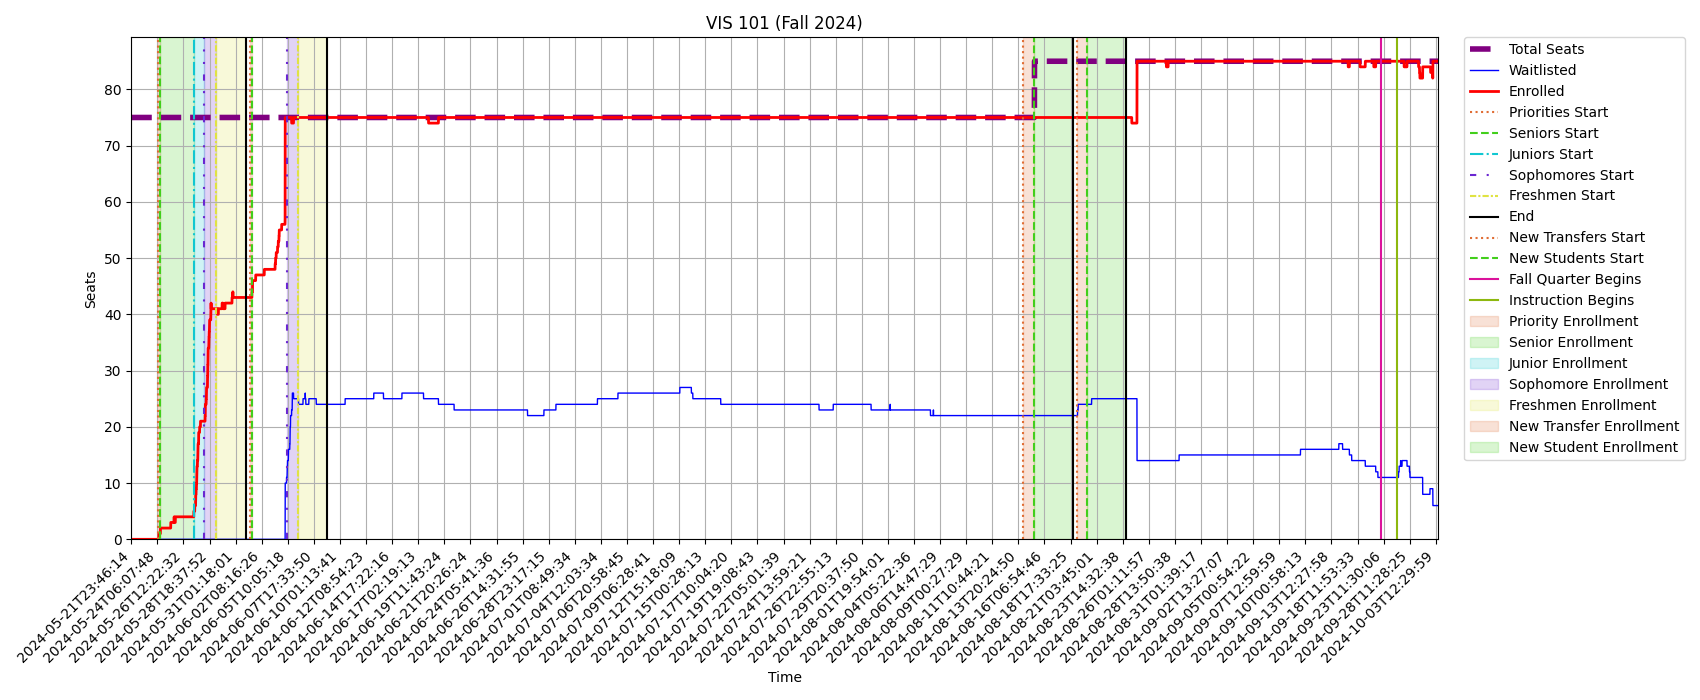 VIS 101 (Fall 2024)
Seats
80
70
60
50
40
30
20
10
0
2024-05-21T23:46:14
2024-05-24T06:07:48
2024-05-26T12:22:32
2024-05-28T18:37:52
2024-05-31T01:18:01
2024-06-02T08:16:26
2024-06-05T10:05:18
2024-06-07T17:33:50
2024-06-10T01:13:41
2024-06-12T08:54:23
2024-06-14T17:22:16
2024-06-17T02:19:13
2024-06-19T11:43:24
2024-06-21T20:26:24
2024-06-24T05:41:36
2024-06-26T14:31:55
2024-06-28T23:17:15
2024-07-01T08:49:34
2024-07-04T12:03:34
2024-07-06T20:58:45
2024-07-09T06:28:41
2024-07-12T15:18:09
2024-07-15T00:28:13
2024-07-17T10:04:20
2024-07-19T19:08:43
2024-07-22T05:01:39
2024-07-24T13:59:21
2024-07-26T22:55:13
2024-07-29T20:37:50
2024-08-01T19:54:01
2024-08-04T05:22:36
2024-08-06T14:47:29
2024-08-09T00:27:29
2024-08-11T10:44:21
2024-08-13T20:24:50
2024-08-16T06:54:46
2024-08-18T17:33:25
2024-08-21T03:45:01
2024-08-23T14:32:38
2024-08-26T01:11:57
2024-08-28T13:50:38
2024-08-31T01:39:17
2024-09-02T13:27:07
2024-09-05T00:54:22
2024-09-07T12:59:59
2024-09-10T00:58:13
2024-09-13T12:27:58
2024-09-18T11:53:33
2024-09-23T11:30:06
2024-09-28T11:28:25
2024-10-03T12:29:59
Time
Total Seats
Waitlisted
Enrolled
Priorities Start
Seniors Start
Juniors Start
Sophomores Start
Freshmen Start
End
New Transfers Start
New Students Start
Fall Quarter Begins
Instruction Begins
Priority Enrollment
Senior Enrollment
Junior Enrollment
Sophomore Enrollment
Freshmen Enrollment
New Transfer Enrollment
New Student Enrollment